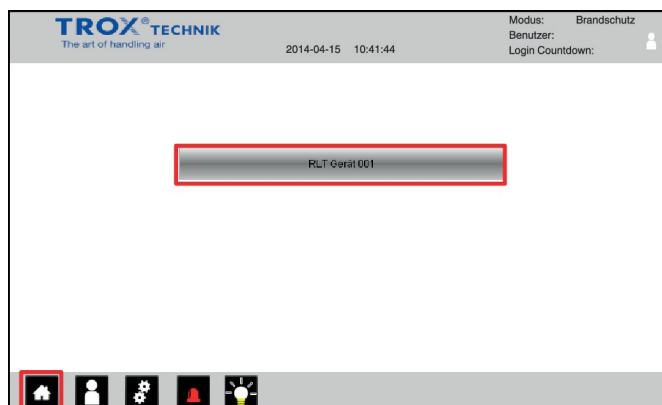 TROX® TECHNIK
The art of handling air
2014-04-15 10:41:44
Modus: Brandschutz
Benutzer:
Login Countdown:
RLT Gerät 001